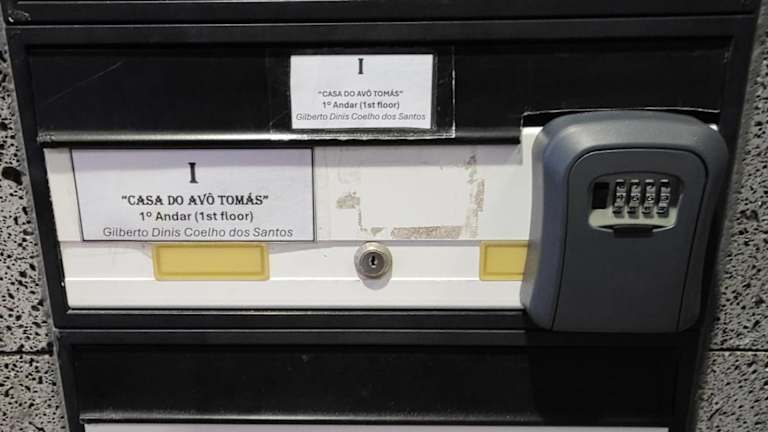 I
"CASA DO AVÔ TOMÁS"
1º Andar (1st floor)
Gilberto Dinis Coelho dos Santos
I
"CASA DO AVÔ TOMÁS"
1º Andar (1st floor)
Gilberto Dinis Coelho dos Santos